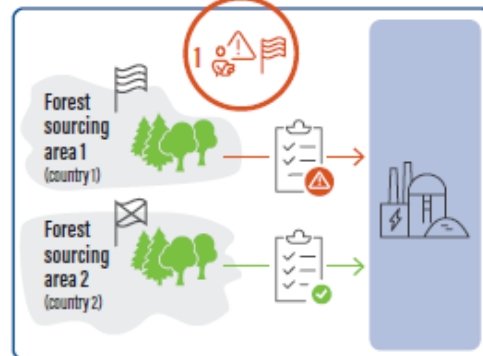 1
Forest
sourcing
area 1
(country 1)
Forest
sourcing
area 2
(country 2)